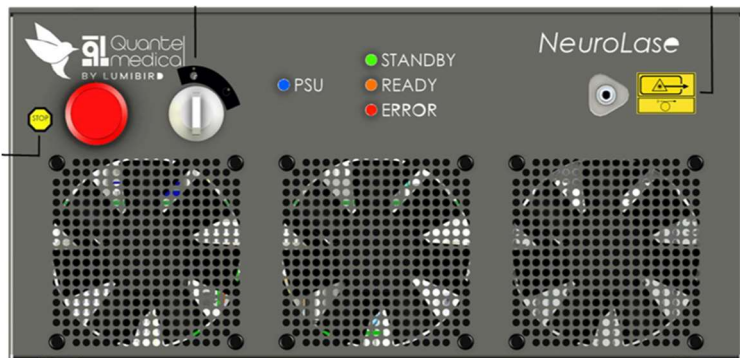 Quantel
medical
BY LUMIBIRD
STOP
PSU
STANDBY
READY
ERROR
NeuroLase